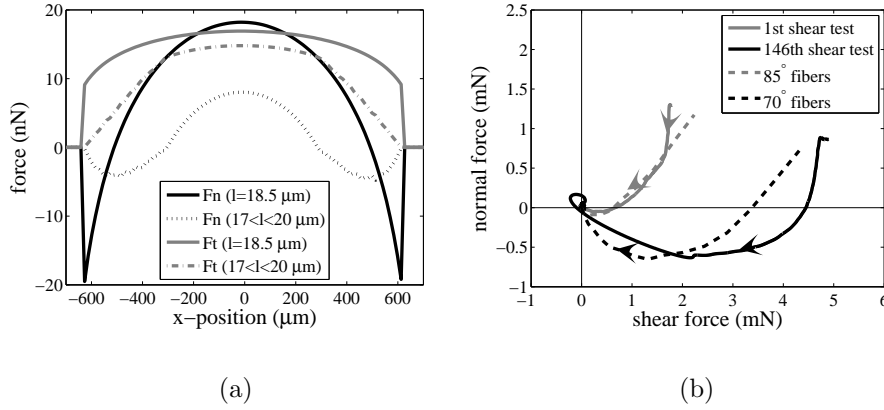 20
10
0
−10
−20
force (nN)
−600 −400 −200 0 200 400 600
x−position (μm)
Fn (l=18.5 μm)
Fn (17<l<20 μm)
Ft (l=18.5 μm)
Ft (17<l<20 μm)
(a)
2.5
2
1.5
1
0.5
0
−0.5
−1
normal force (mN)
−1 0 1 2 3 4 5 6
shear force (mN)
1st shear test
146th shear test
85° fibers
70° fibers
(b)